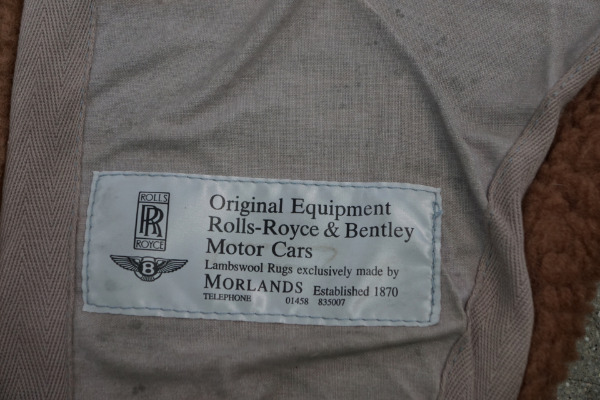 ROLLS
RR
ROYCE
B
Original Equipment
Rolls-Royce & Bentley
Motor Cars
Lambswool Rugs exclusively made by
MORLANDS Established 1870
TELEPHONE 01458 835007